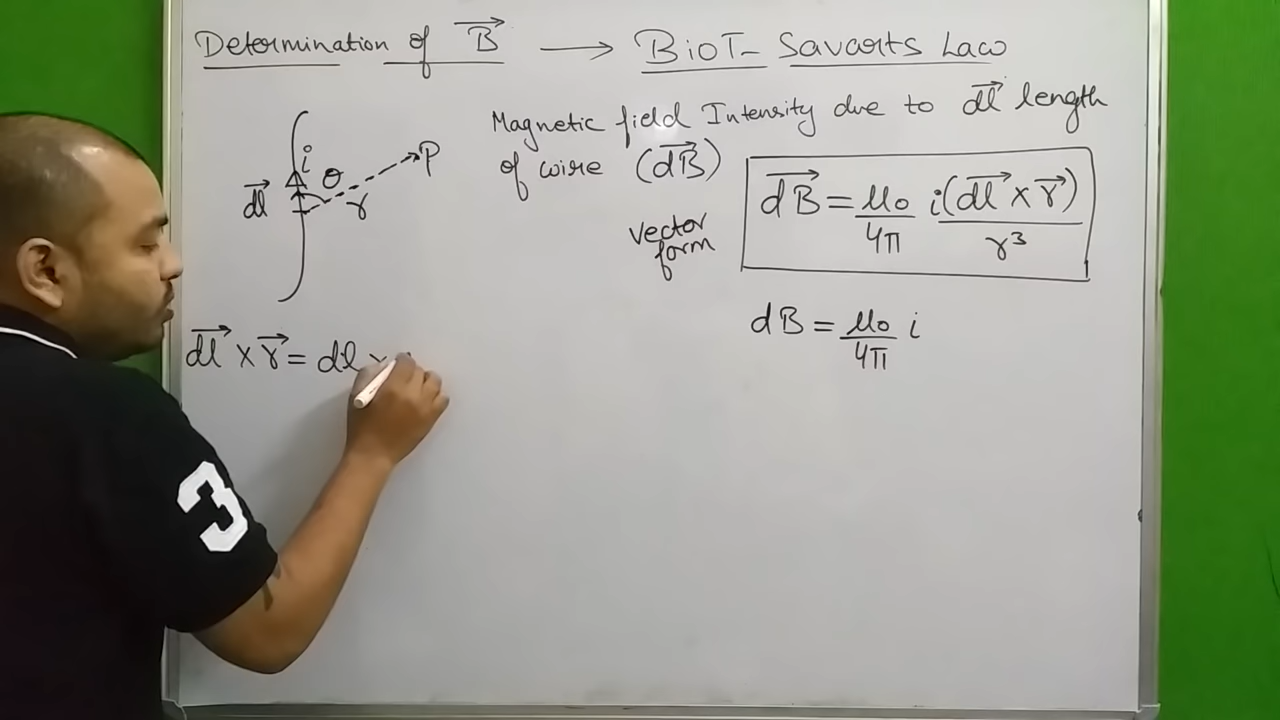 Determination of B → BioT-Savarts Law
Magnetic field Intensity due to dl length
of wire (dB)
i
θ
P
dl
r
vector
form
dB = μ₀/4π i(dl × r)/r³
dB = μ₀/4π i
dl × r = dl ×
3